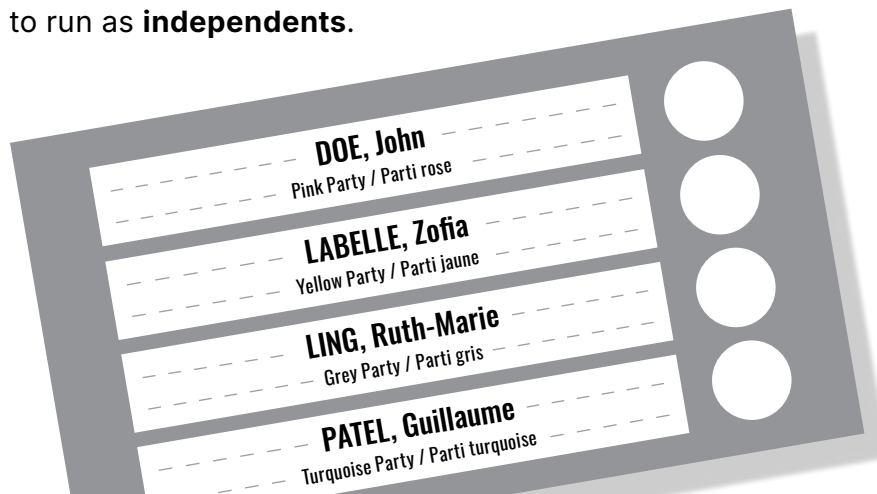 to run as independents.
DOE, John
Pink Party / Parti rose
LABELLE, Zofia
Yellow Party / Parti jaune
LING, Ruth-Marie
Grey Party / Parti gris
PATEL, Guillaume
Turquoise Party / Parti turquoise